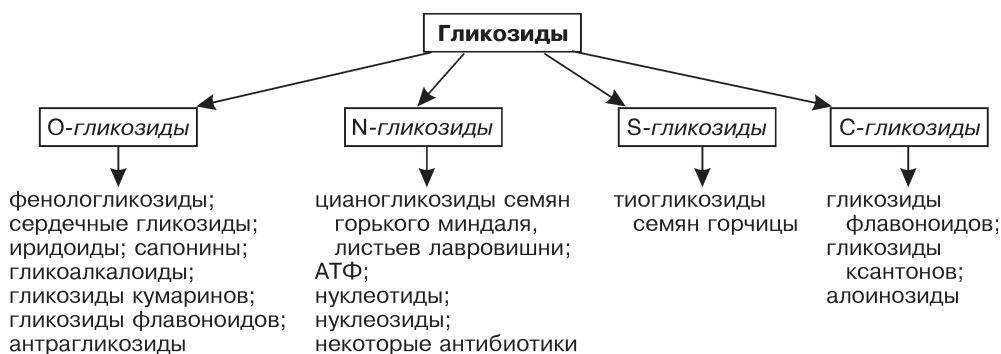 Гликозиды
О-гликозиды
N-гликозиды
S-гликозиды
С-гликозиды
фенологликозиды;
сердечные гликозиды;
иридоиды; сапонины;
гликоалкалоиды;
гликозиды кумаринов;
гликозиды флавоноидов;
антрагликозиды
цианогликозиды семян
горького миндаля,
листьев лавровишни;
АТФ;
нуклеотиды;
нуклеозиды;
некоторые антибиотики
тиогликозиды
семян горчицы
гликозиды
флавоноидов;
гликозиды
ксантонов;
алоинозиды